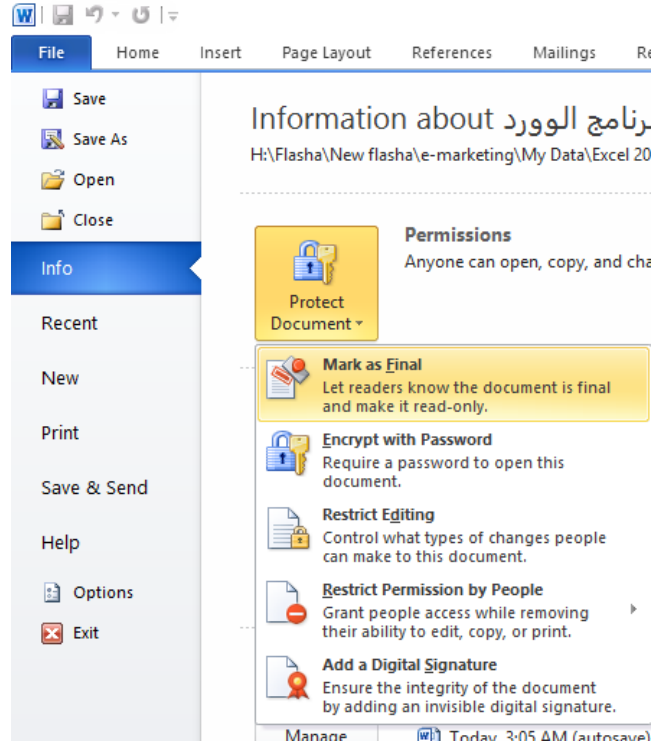 File Home Insert Page Layout References Mailings
Save
Save As
Open
Close
Info
Recent
New
Print
Save & Send
Help
Options
Exit
Information about رنامج الوورد
H:\Flasha\New flasha\e-marketing\My Data\Excel 20
Permissions
Anyone can open, copy, and cha
Protect
Document
Mark as Final
Let readers know the document is final
and make it read-only.
Encrypt with Password
Require a password to open this
document.
Restrict Editing
Control what types of changes people
can make to this document.
Restrict Permission by People
Grant people access while removing
their ability to edit, copy, or print.
Add a Digital Signature
Ensure the integrity of the document
by adding an invisible digital signature.
Manage
Today, 3:05 AM (autosave)